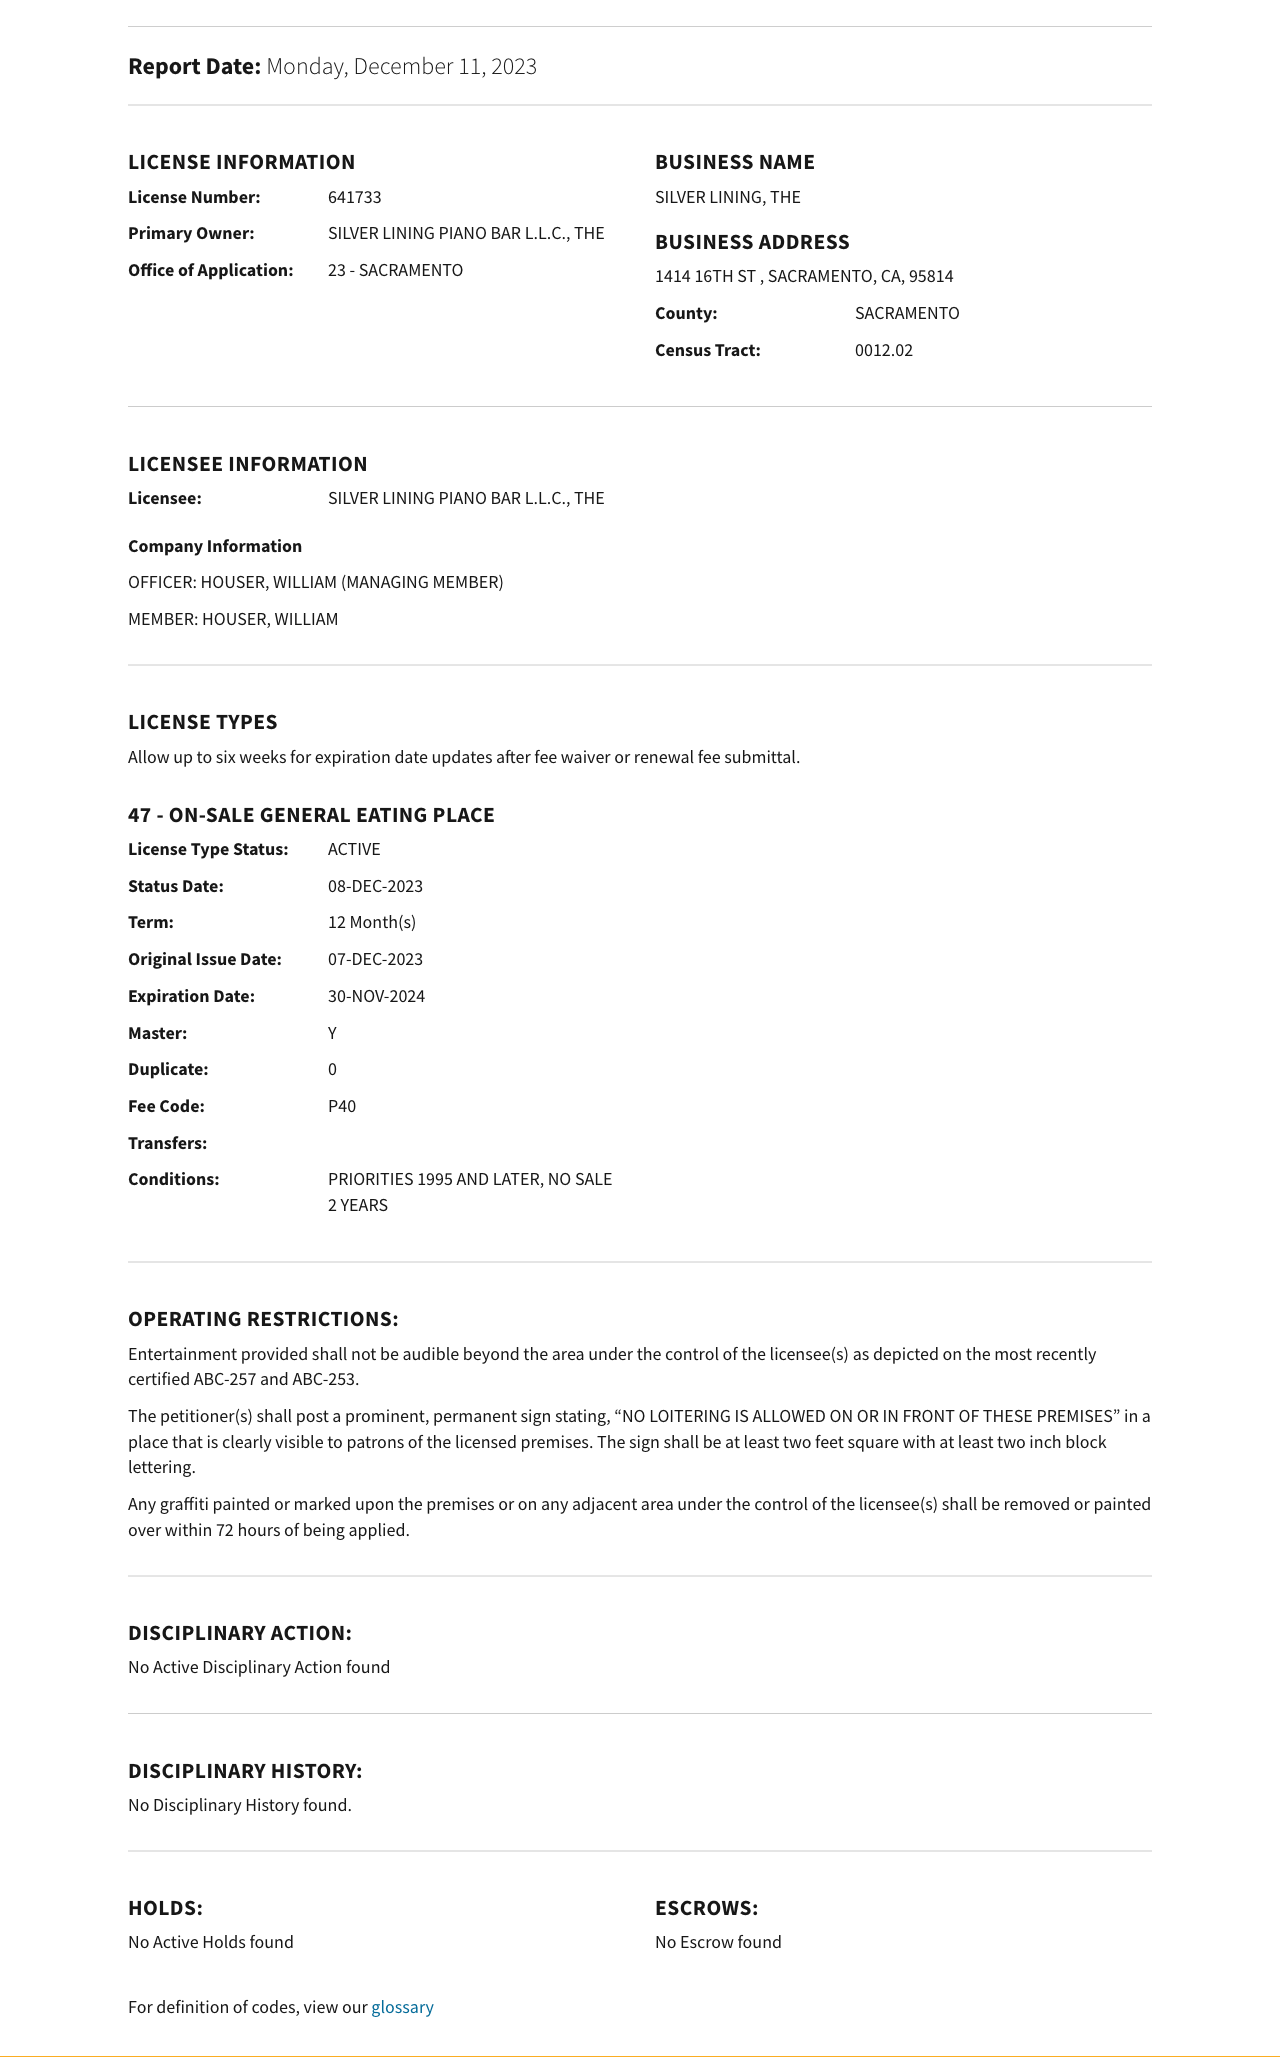 Report Date: Monday, December 11, 2023
LICENSE INFORMATION
License Number: 641733
Primary Owner: SILVER LINING PIANO BAR L.L.C., THE
Office of Application: 23 - SACRAMENTO
BUSINESS NAME
SILVER LINING, THE
BUSINESS ADDRESS
1414 16TH ST , SACRAMENTO, CA, 95814
County: SACRAMENTO
Census Tract: 0012.02
LICENSEE INFORMATION
Licensee: SILVER LINING PIANO BAR L.L.C., THE
Company Information
OFFICER: HOUSER, WILLIAM (MANAGING MEMBER)
MEMBER: HOUSER, WILLIAM
LICENSE TYPES
Allow up to six weeks for expiration date updates after fee waiver or renewal fee submittal.
47 - ON-SALE GENERAL EATING PLACE
License Type Status: ACTIVE
Status Date: 08-DEC-2023
Term: 12 Month(s)
Original Issue Date: 07-DEC-2023
Expiration Date: 30-NOV-2024
Master: Y
Duplicate: 0
Fee Code: P40
Transfers:
Conditions: PRIORITIES 1995 AND LATER, NO SALE
2 YEARS
OPERATING RESTRICTIONS:
Entertainment provided shall not be audible beyond the area under the control of the licensee(s) as depicted on the most recently
certified ABC-257 and ABC-253.
The petitioner(s) shall post a prominent, permanent sign stating, “NO LOITERING IS ALLOWED ON OR IN FRONT OF THESE PREMISES” in a
place that is clearly visible to patrons of the licensed premises. The sign shall be at least two feet square with at least two inch block
lettering.
Any graffiti painted or marked upon the premises or on any adjacent area under the control of the licensee(s) shall be removed or painted
over within 72 hours of being applied.
DISCIPLINARY ACTION:
No Active Disciplinary Action found
DISCIPLINARY HISTORY:
No Disciplinary History found.
HOLDS:
No Active Holds found
ESCROWS:
No Escrow found
For definition of codes, view our glossary